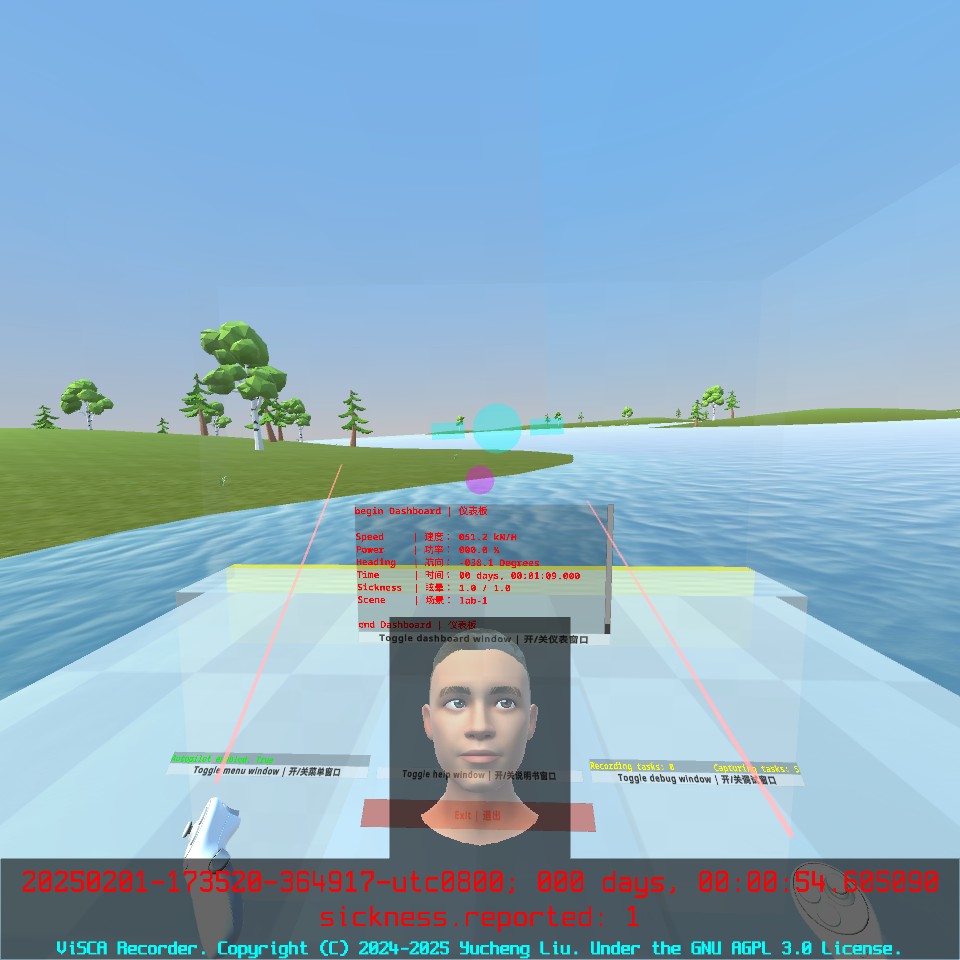 begin Dashboard | 仪表板
Speed | 速度： 051.2 kN/H
Power | 功率： 000.0 %
Heading | 流向： -038.1 Degrees
Time | 时间： 00 days, 00:01:09.000
Sickness | 眩晕： 1.0 / 1.0
Scene | 场景： lab-1
end Dashboard | 仪表板
Toggle dashboard window | 开/关仪表窗口
Autopilot enabled: True
Toggle menu window | 开/关菜单窗口
Toggle help window | 开/关说明书窗口
Recording tasks: 0 Capturing tasks: 5
Toggle debug window | 开/关调试窗口
Exit | 退出
20250201-173520-364917-utc0800; 000 days, 00:00:54.605090
sickness.reported: 1
ViSCA Recorder. Copyright (C) 2024-2025 Yucheng Liu. Under the GNU AGPL 3.0 License.